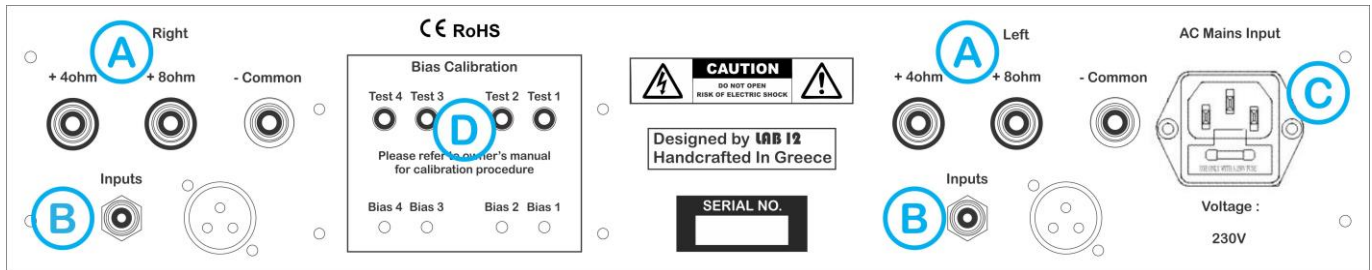 A
Right
+ 4ohm
+ 8ohm
- Common
B
Inputs
CE RoHS
Bias Calibration
Test 4
Test 3
Test 2
Test 1
D
Please refer to owner's manual
for calibration procedure
Bias 4
Bias 3
Bias 2
Bias 1
CAUTION
DO NOT OPEN
RISK OF ELECTRIC SHOCK
Designed by LAB 12
Handcrafted In Greece
SERIAL NO.
A
Left
+ 4ohm
+ 8ohm
- Common
B
Inputs
AC Mains Input
C
Voltage :
230V